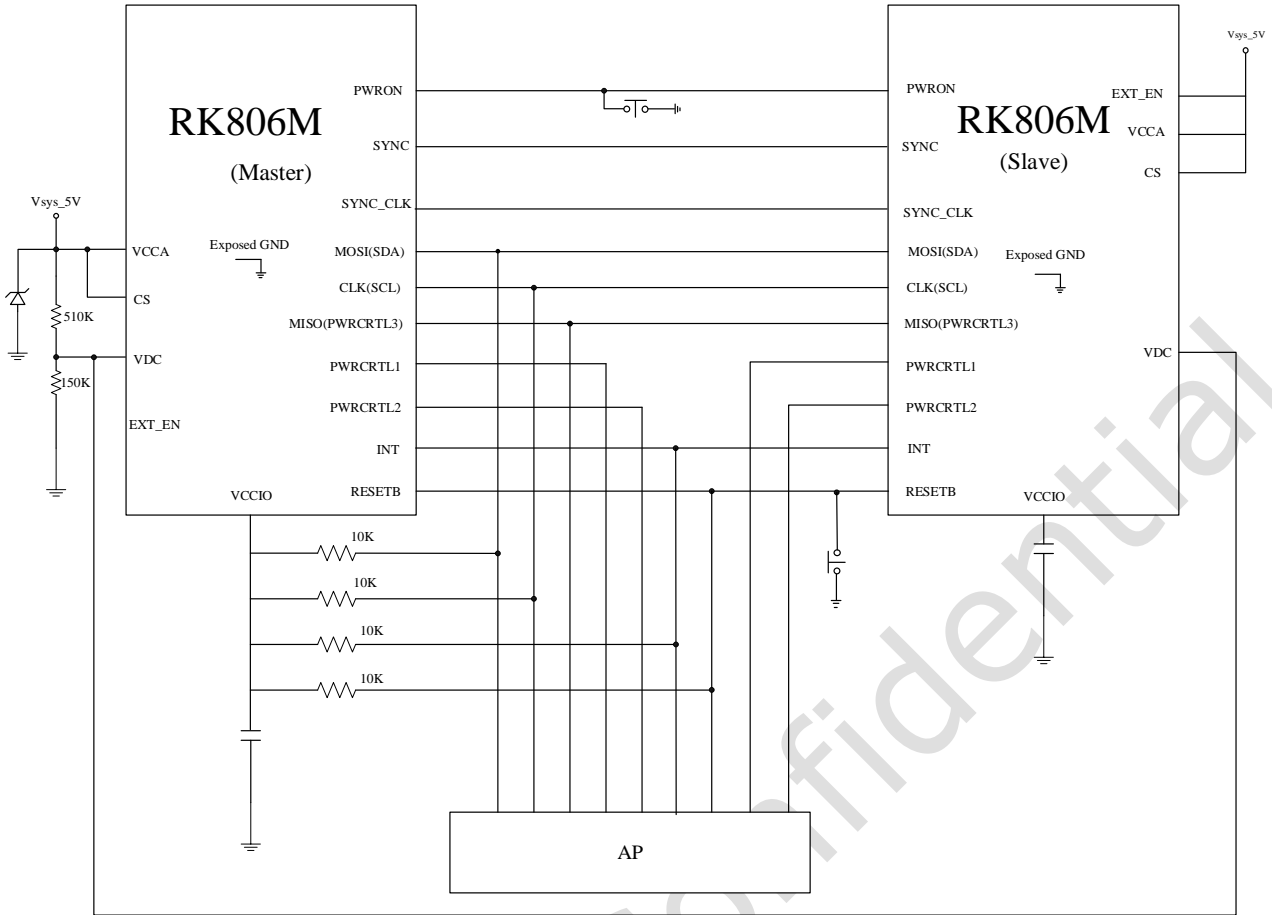 RK806M
(Master)
Vsys_5V
VCCA
CS
510K
VDC
150K
EXT_EN
Exposed GND
PWRON
SYNC
SYNC_CLK
MOSI(SDA)
CLK(SCL)
MISO(PWRCRTL3)
PWRCRTL1
PWRCRTL2
INT
RESETB
VCCIO
10K
10K
10K
10K
AP
RK806M
(Slave)
PWRON
SYNC
SYNC_CLK
MOSI(SDA)
CLK(SCL)
MISO(PWRCRTL3)
PWRCRTL1
PWRCRTL2
INT
RESETB
Exposed GND
VCCIO
Vsys_5V
EXT_EN
VCCA
CS
VDC
nfidential